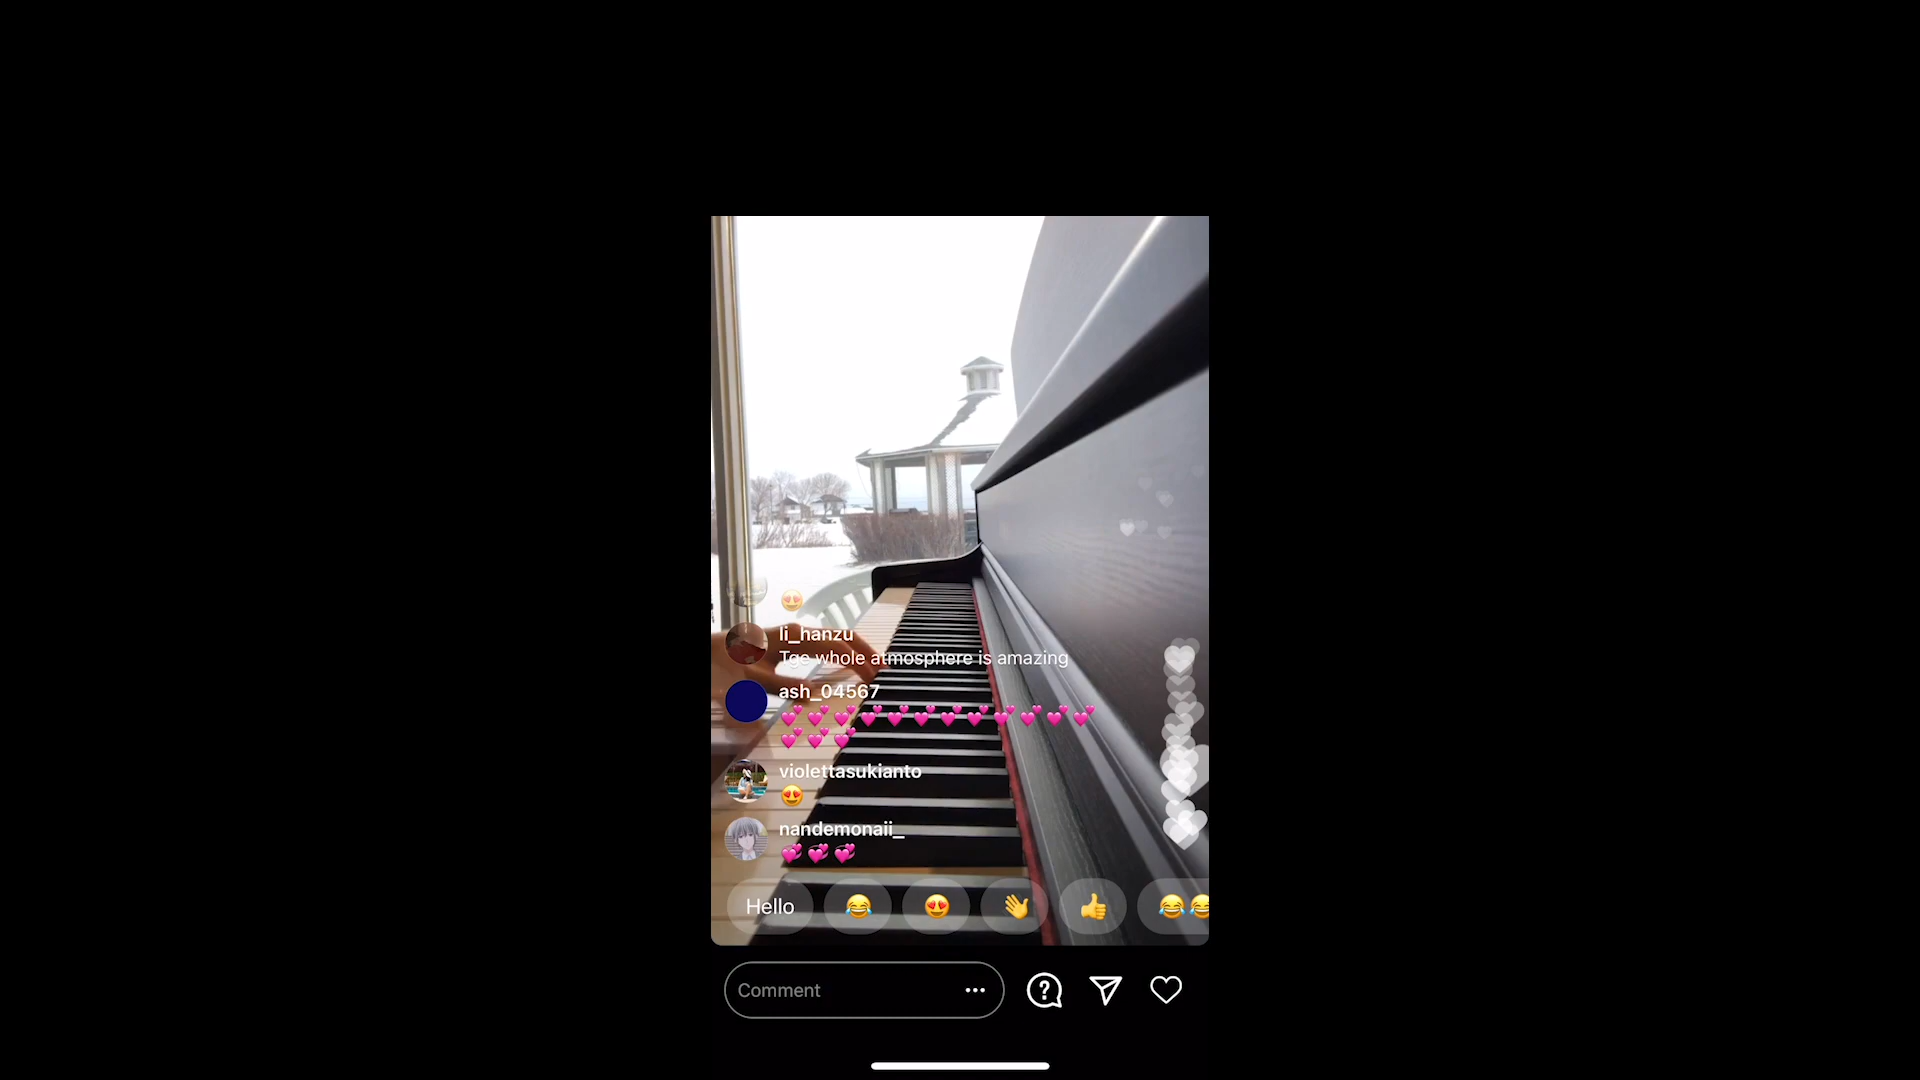 li_hanzu
Tge whole atmosphere is amazing
ash_04567
💕💕💕💕💕💕💕💕💕💕💕💕
💕💕💕
violettasukianto
😍
nandemonaii_
💞💞💞
Hello 😂 😍 👋 👍 😂😂
Comment